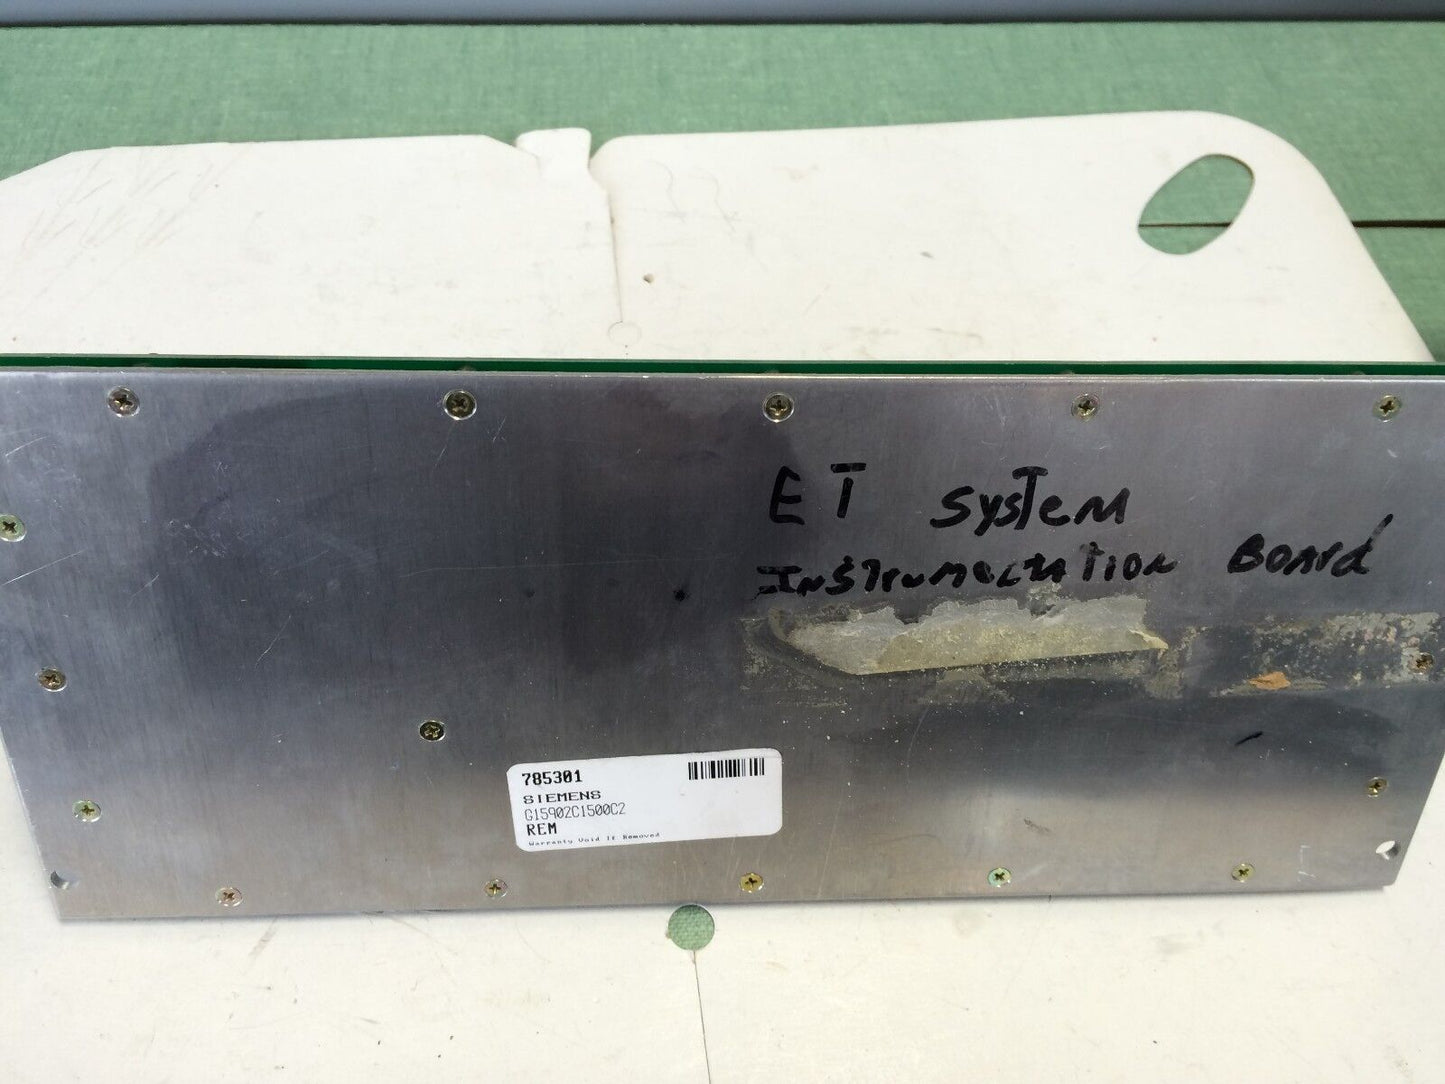 ET SYSTEM
INSTRUMENTATION BOARD
785301
SIEMENS
G15902C1500C2
REM
Warranty Void If Removed